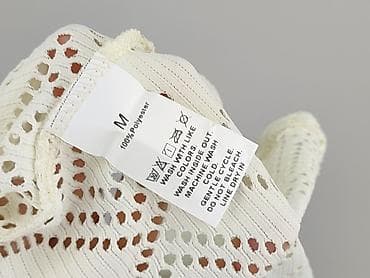 M
100%Polyester
WASH WITH LIKE
COLORS.
WASH INSIDE OUT.
MACHINE WASH
COLD.
GENTLE CYCLE.
DO NOT BLEACH.
LINE DRY IN